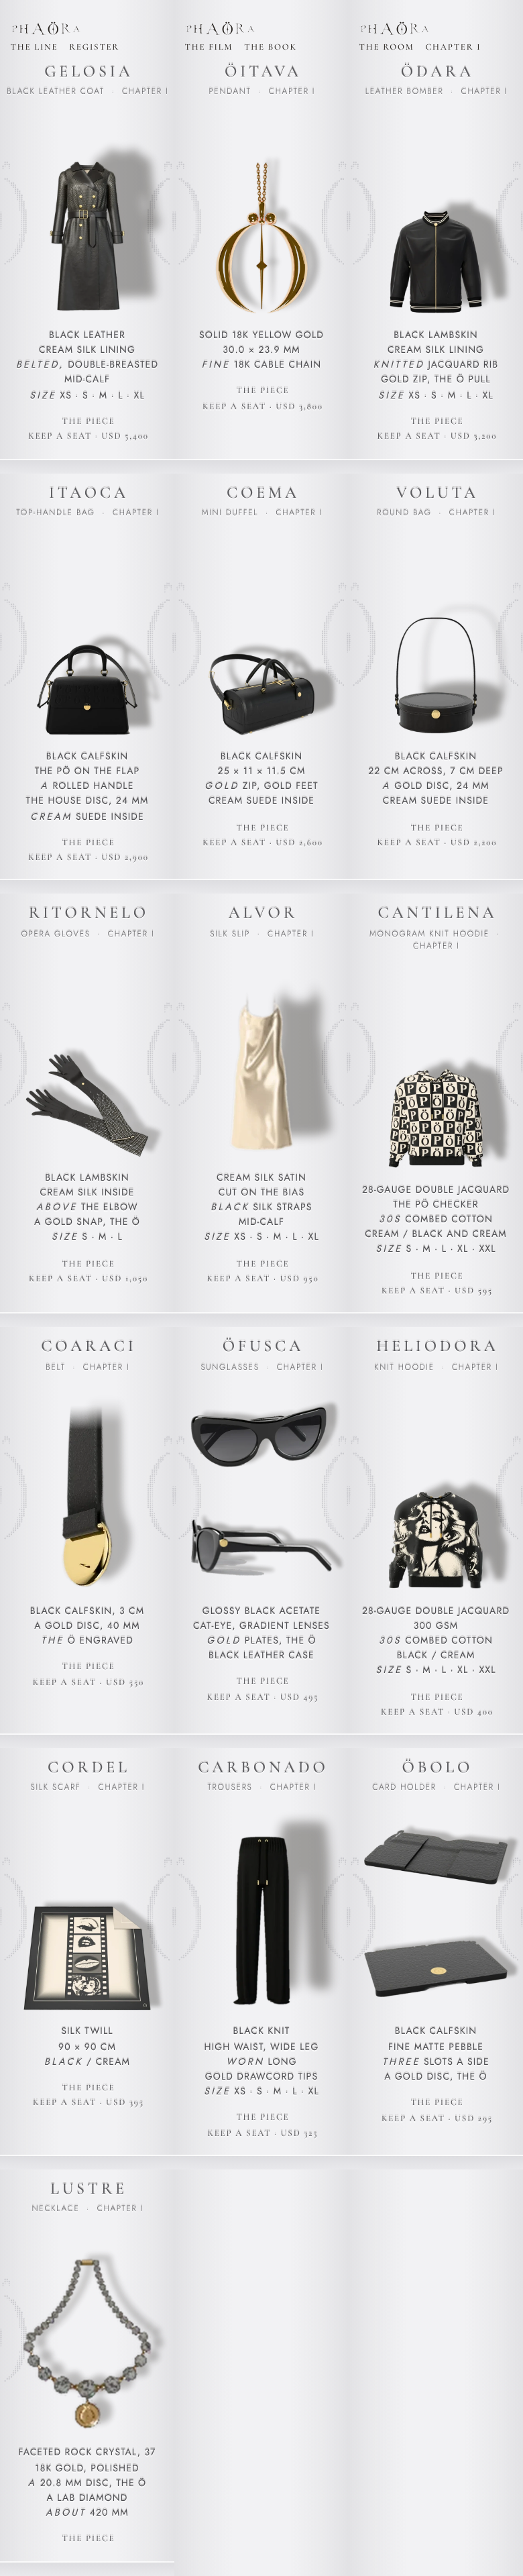 PHAÖRA
THE LINE REGISTER
GELOSIA
BLACK LEATHER COAT · CHAPTER I
BLACK LEATHER
CREAM SILK LINING
BELTED, DOUBLE-BREASTED
MID-CALF
SIZE XS · S · M · L · XL
THE PIECE
KEEP A SEAT · USD 5,400
PHAÖRA
THE FILM THE BOOK
ÖITAVA
PENDANT · CHAPTER I
SOLID 18K YELLOW GOLD
30.0 × 23.9 MM
FINE 18K CABLE CHAIN
THE PIECE
KEEP A SEAT · USD 3,800
PHAÖRA
THE ROOM CHAPTER I
ÖDARA
LEATHER BOMBER · CHAPTER I
BLACK LAMBSKIN
CREAM SILK LINING
KNITTED JACQUARD RIB
GOLD ZIP, THE Ö PULL
SIZE XS · S · M · L · XL
THE PIECE
KEEP A SEAT · USD 3,200
ITAOCA
TOP-HANDLE BAG · CHAPTER I
BLACK CALFSKIN
THE PÖ ON THE FLAP
A ROLLED HANDLE
THE HOUSE DISC, 24 MM
CREAM SUEDE INSIDE
THE PIECE
KEEP A SEAT · USD 2,900
COEMA
MINI DUFFEL · CHAPTER I
BLACK CALFSKIN
25 × 11 × 11.5 CM
GOLD ZIP, GOLD FEET
CREAM SUEDE INSIDE
THE PIECE
KEEP A SEAT · USD 2,600
VOLUTA
ROUND BAG · CHAPTER I
BLACK CALFSKIN
22 CM ACROSS, 7 CM DEEP
A GOLD DISC, 24 MM
CREAM SUEDE INSIDE
THE PIECE
KEEP A SEAT · USD 2,200
RITORNELO
OPERA GLOVES · CHAPTER I
BLACK LAMBSKIN
CREAM SILK INSIDE
ABOVE THE ELBOW
A GOLD SNAP, THE Ö
SIZE S · M · L
THE PIECE
KEEP A SEAT · USD 1,050
ALVOR
SILK SLIP · CHAPTER I
CREAM SILK SATIN
CUT ON THE BIAS
BLACK SILK STRAPS
MID-CALF
SIZE XS · S · M · L · XL
THE PIECE
KEEP A SEAT · USD 950
CANTILENA
MONOGRAM KNIT HOODIE ·
CHAPTER I
28-GAUGE DOUBLE JACQUARD
THE PÖ CHECKER
30S COMBED COTTON
CREAM / BLACK AND CREAM
SIZE S · M · L · XL · XXL
THE PIECE
KEEP A SEAT · USD 595
COARACI
BELT · CHAPTER I
BLACK CALFSKIN, 3 CM
A GOLD DISC, 40 MM
THE Ö ENGRAVED
THE PIECE
KEEP A SEAT · USD 550
ÖFUSCA
SUNGLASSES · CHAPTER I
GLOSSY BLACK ACETATE
CAT-EYE, GRADIENT LENSES
GOLD PLATES, THE Ö
BLACK LEATHER CASE
THE PIECE
KEEP A SEAT · USD 495
HELIODORA
KNIT HOODIE · CHAPTER I
28-GAUGE DOUBLE JACQUARD
300 GSM
30S COMBED COTTON
BLACK / CREAM
SIZE S · M · L · XL · XXL
THE PIECE
KEEP A SEAT · USD 400
CORDEL
SILK SCARF · CHAPTER I
SILK TWILL
90 × 90 CM
BLACK / CREAM
THE PIECE
KEEP A SEAT · USD 395
CARBONADO
TROUSERS · CHAPTER I
BLACK KNIT
HIGH WAIST, WIDE LEG
WORN LONG
GOLD DRAWCORD TIPS
SIZE XS · S · M · L · XL
THE PIECE
KEEP A SEAT · USD 325
ÖBOLO
CARD HOLDER · CHAPTER I
BLACK CALFSKIN
FINE MATTE PEBBLE
THREE SLOTS A SIDE
A GOLD DISC, THE Ö
THE PIECE
KEEP A SEAT · USD 295
LUSTRE
NECKLACE · CHAPTER I
FACETED ROCK CRYSTAL, 37
18K GOLD, POLISHED
A 20.8 MM DISC, THE Ö
A LAB DIAMOND
ABOUT 420 MM
THE PIECE